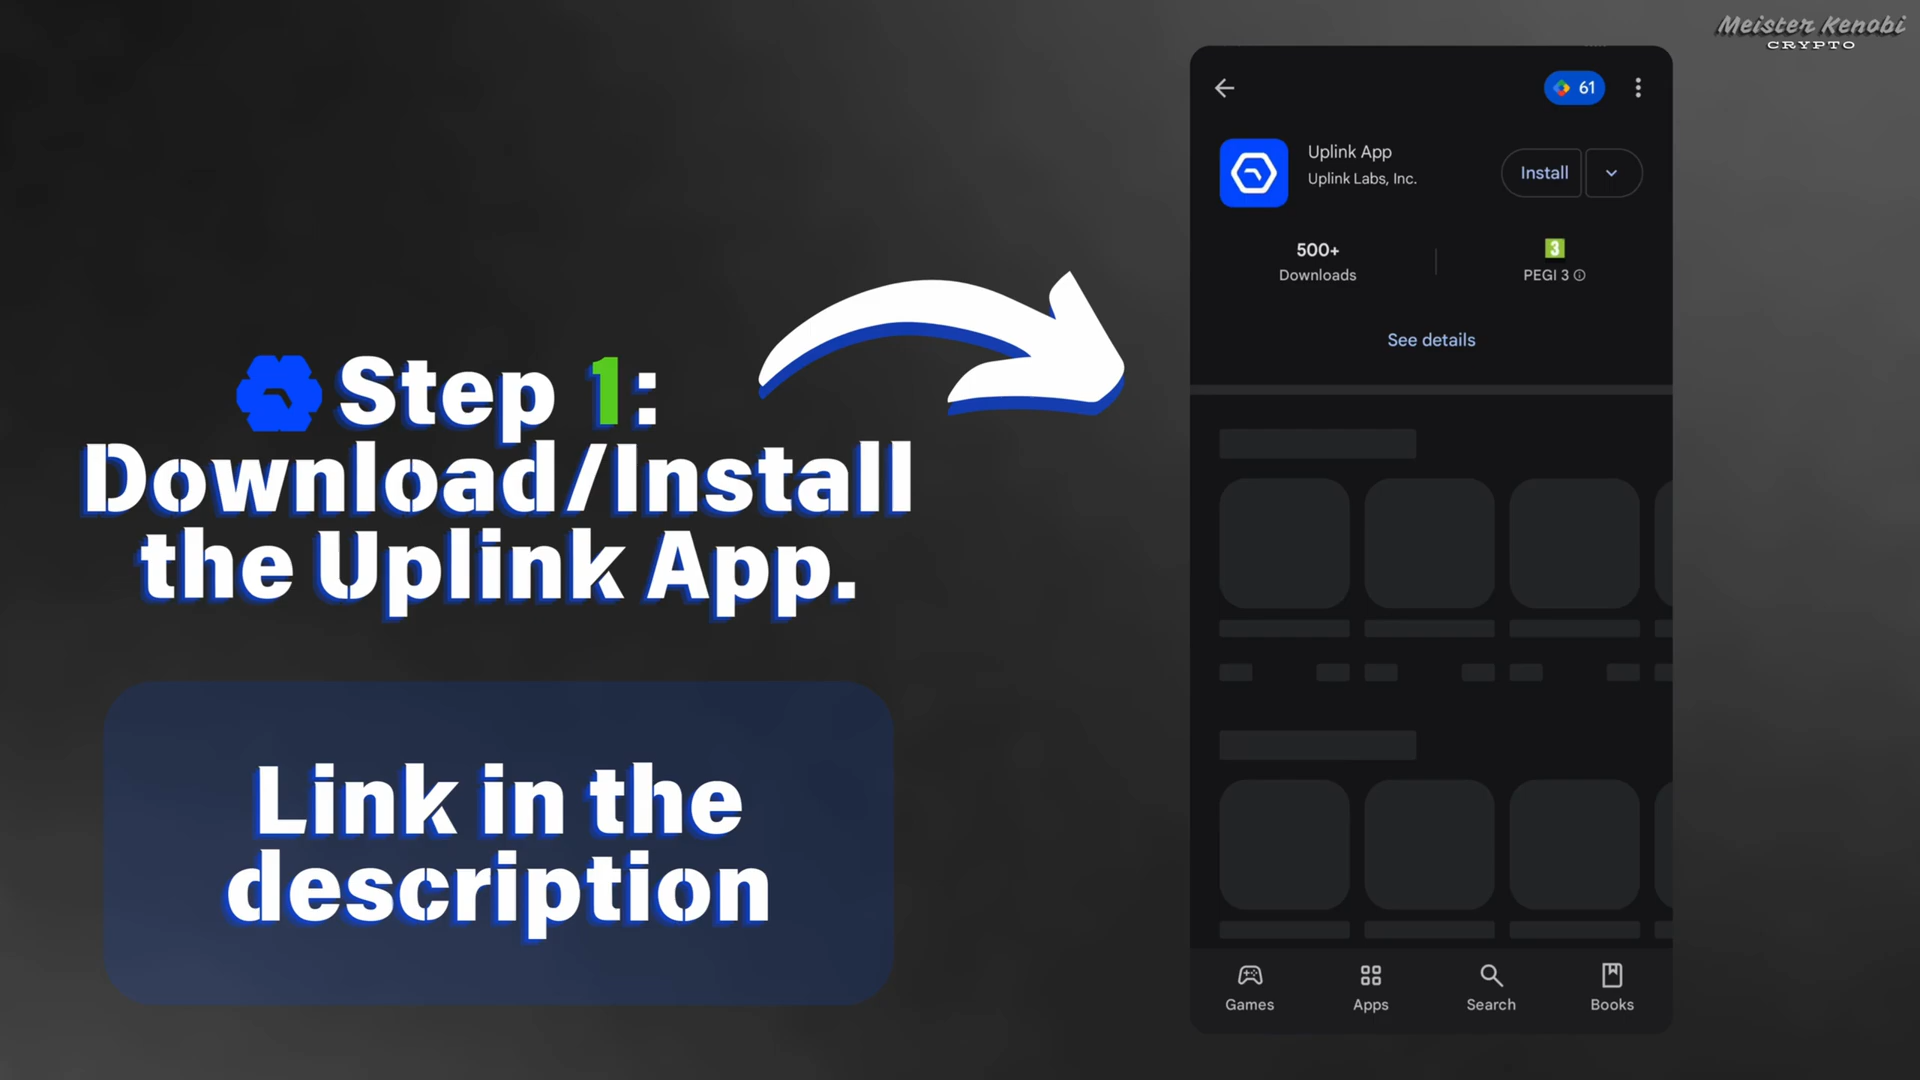 Meister Kenobi
CRYPTO
61
Uplink App
Uplink Labs, Inc.
Install
500+
Downloads
3
PEGI 3
See details
Step 1:
Download/Install
the Uplink App.
Link in the
description
Games
Apps
Search
Books